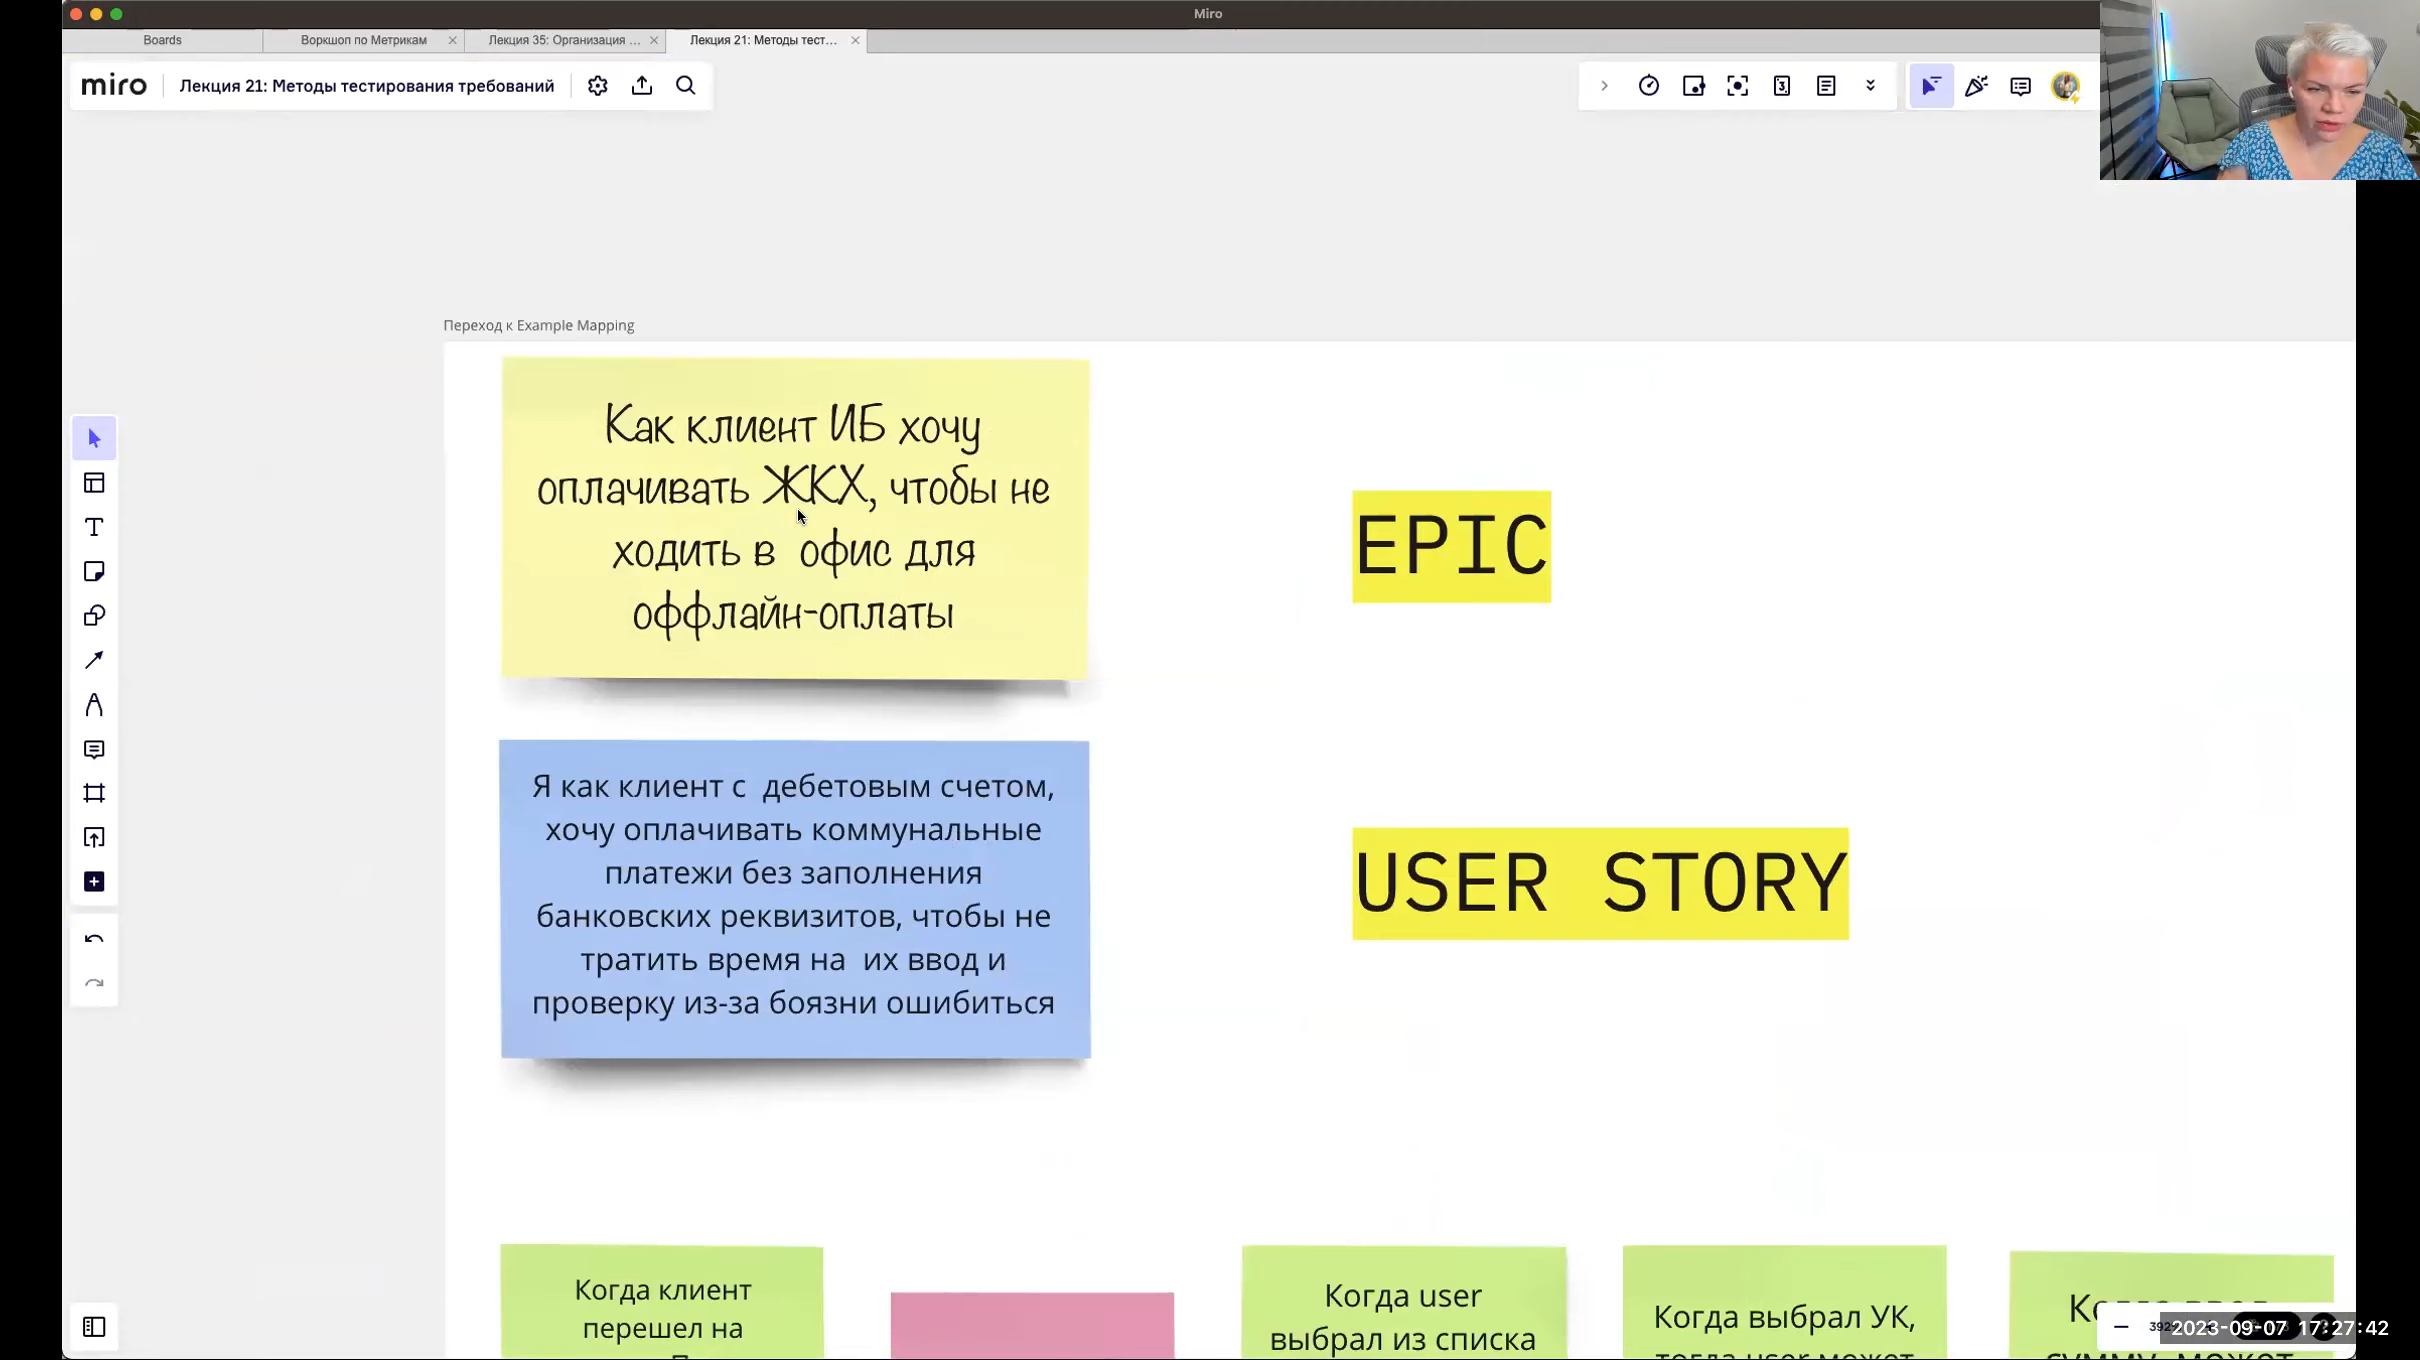 Miro
Boards
Воркшоп по Метрикам
Лекция 35: Организация ...
Лекция 21: Методы тест...
miro
Лекция 21: Методы тестирования требований
Переход к Example Mapping
Как клиент ИБ хочу
оплачивать ЖКХ, чтобы не
ходить в офис для
оффлайн-оплаты
EPIC
Я как клиент с дебетовым счетом,
хочу оплачивать коммунальные
платежи без заполнения
банковских реквизитов, чтобы не
тратить время на их ввод и
проверку из-за боязни ошибиться
USER STORY
Когда клиент
перешел на
Когда user
выбрал из списка
Когда выбрал УК,
тогда user может
2023-09-07 17:27:42